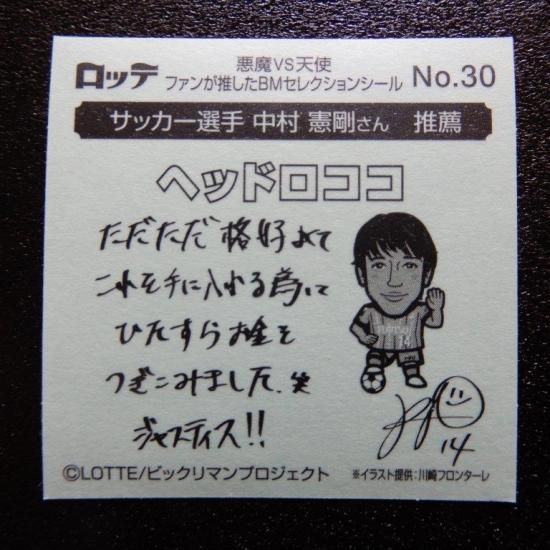 ロッテ
悪魔VS天使
ファンが推したBMセレクションシール
No.30
サッカー選手 中村 憲剛さん 推薦
ヘッドロココ
ただただ格好よくて
これを手に入れる為に
ひたすらお金を
つぎこみました。笑
ジャスティス!!
FUJITSU
14
14
©LOTTE/ビックリマンプロジェクト
※イラスト提供:川崎フロンターレ